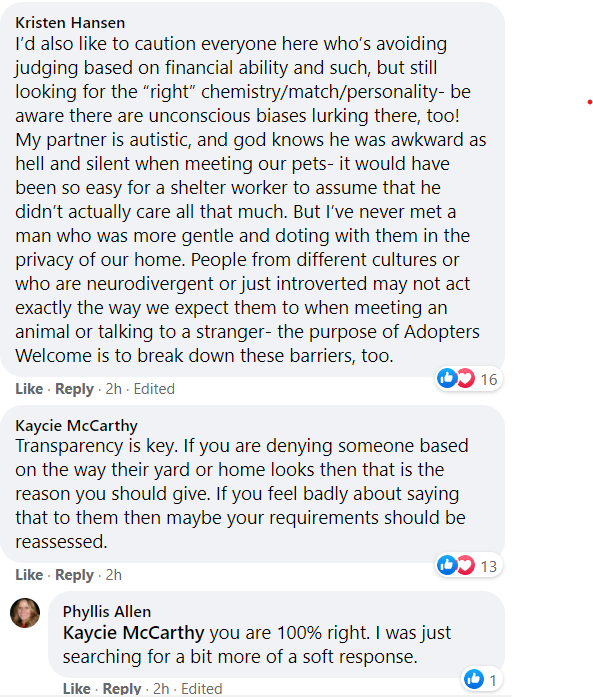 Kristen Hansen
I'd also like to caution everyone here who's avoiding
judging based on financial ability and such, but still
looking for the “right” chemistry/match/personality- be
aware there are unconscious biases lurking there, too!
My partner is autistic, and god knows he was awkward as
hell and silent when meeting our pets- it would have
been so easy for a shelter worker to assume that he
didn't actually care all that much. But I've never met a
man who was more gentle and doting with them in the
privacy of our home. People from different cultures or
who are neurodivergent or just introverted may not act
exactly the way we expect them to when meeting an
animal or talking to a stranger- the purpose of Adopters
Welcome is to break down these barriers, too.
16
Like · Reply · 2h · Edited
Kaycie McCarthy
Transparency is key. If you are denying someone based
on the way their yard or home looks then that is the
reason you should give. If you feel badly about saying
that to them then maybe your requirements should be
reassessed.
13
Like · Reply · 2h
Phyllis Allen
Kaycie McCarthy you are 100% right. I was just
searching for a bit more of a soft response.
1
Like · Reply · 2h · Edited